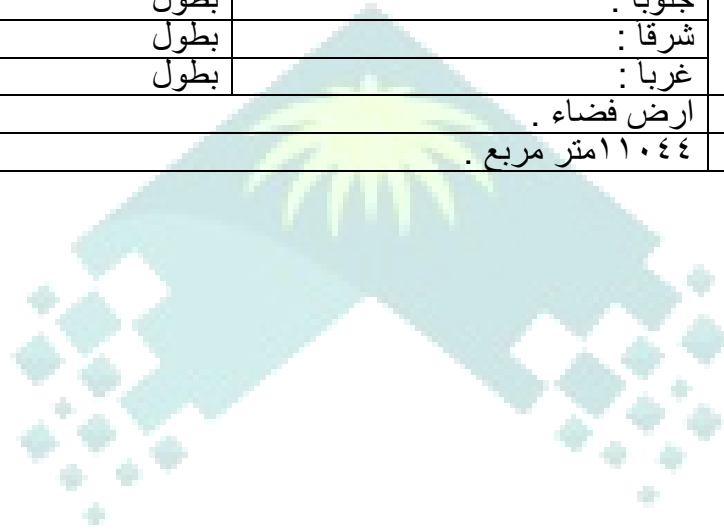 جنوباً : بطول
شرقاً : بطول
غرباً : بطول
ارض فضاء .
١١٠٤٤متر مربع .